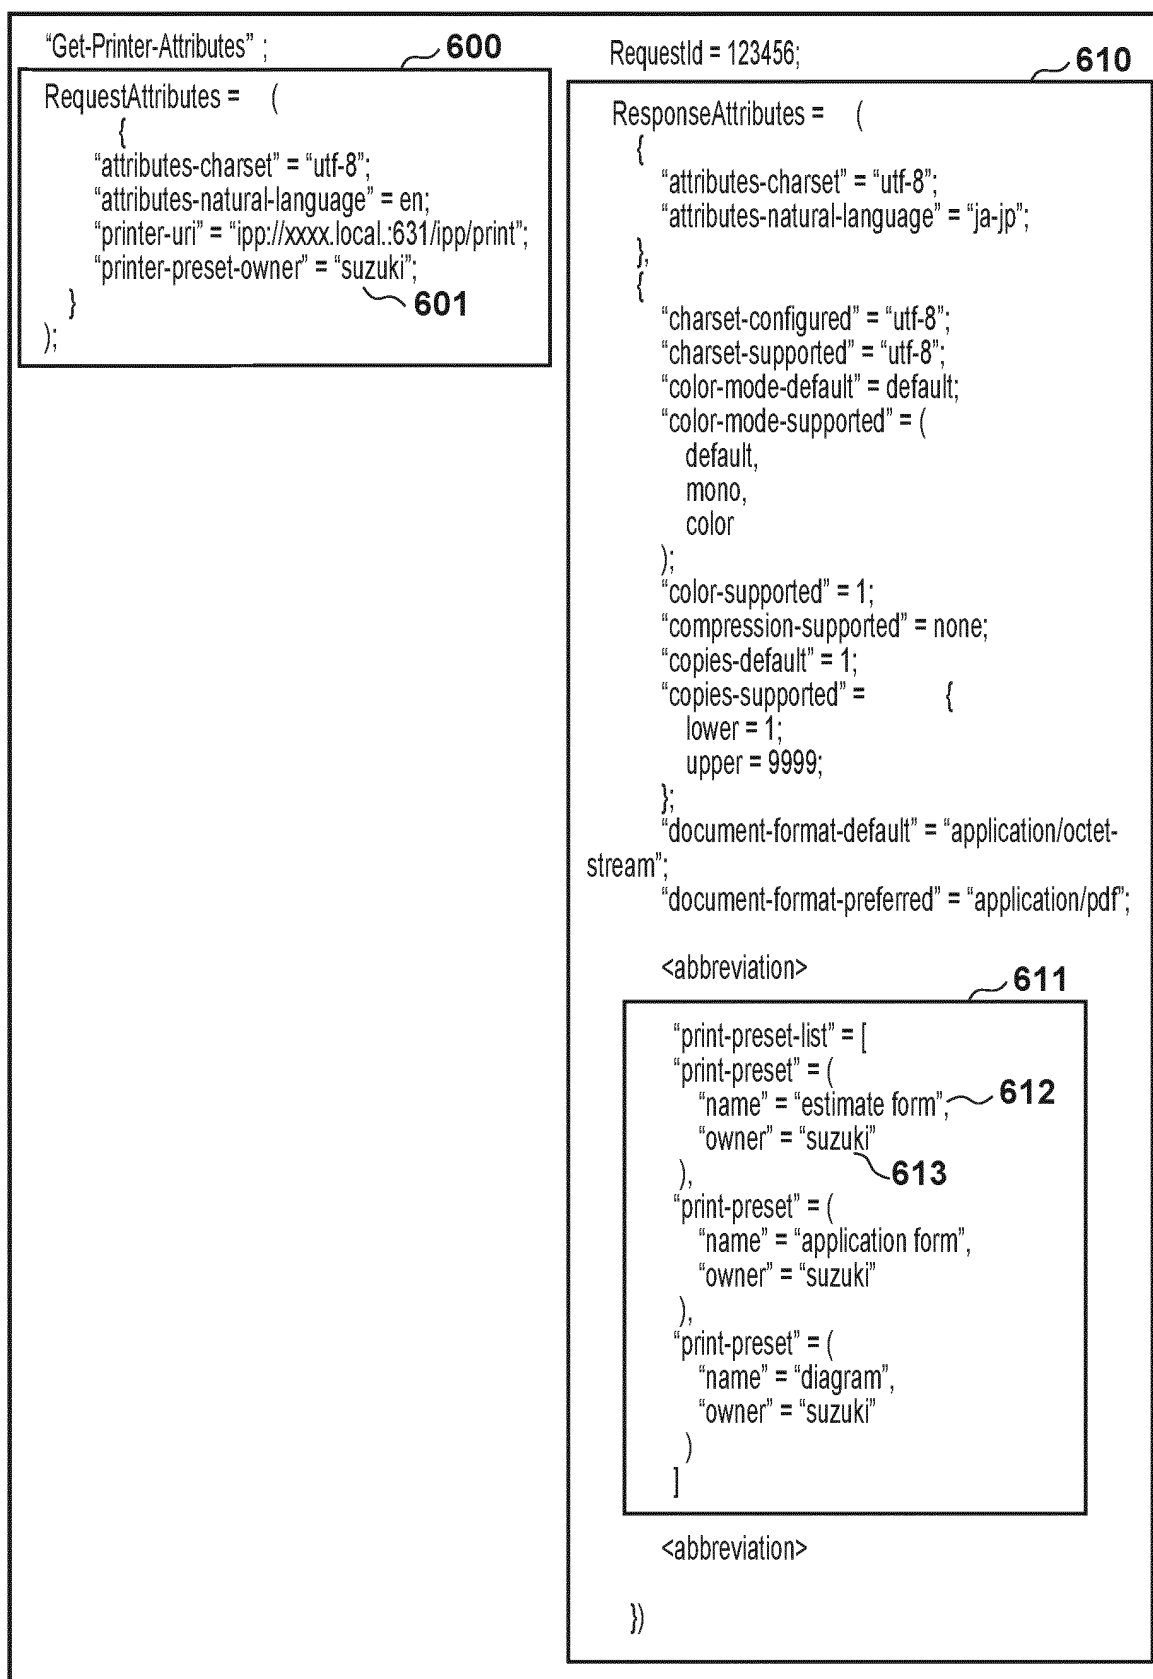 “Get-Printer-Attributes” ;
600
RequestAttributes = (
{
“attributes-charset” = “utf-8”;
“attributes-natural-language” = en;
“printer-uri” = “ipp://xxxx.local.:631/ipp/print”;
“printer-preset-owner” = “suzuki”;
}
601
);
RequestId = 123456;
610
ResponseAttributes = (
{
“attributes-charset” = “utf-8”;
“attributes-natural-language” = “ja-jp”;
},
{
“charset-configured” = “utf-8”;
“charset-supported” = “utf-8”;
“color-mode-default” = default;
“color-mode-supported” = (
default,
mono,
color
);
“color-supported” = 1;
“compression-supported” = none;
“copies-default” = 1;
“copies-supported” = {
lower = 1;
upper = 9999;
};
“document-format-default” = “application/octet-
stream”;
“document-format-preferred” = “application/pdf”;
<abbreviation>
611
“print-preset-list” = [
“print-preset” = (
“name” = “estimate form”,
612
“owner” = “suzuki”
613
),
“print-preset” = (
“name” = “application form”,
“owner” = “suzuki”
),
“print-preset” = (
“name” = “diagram”,
“owner” = “suzuki”
)
]
<abbreviation>
})